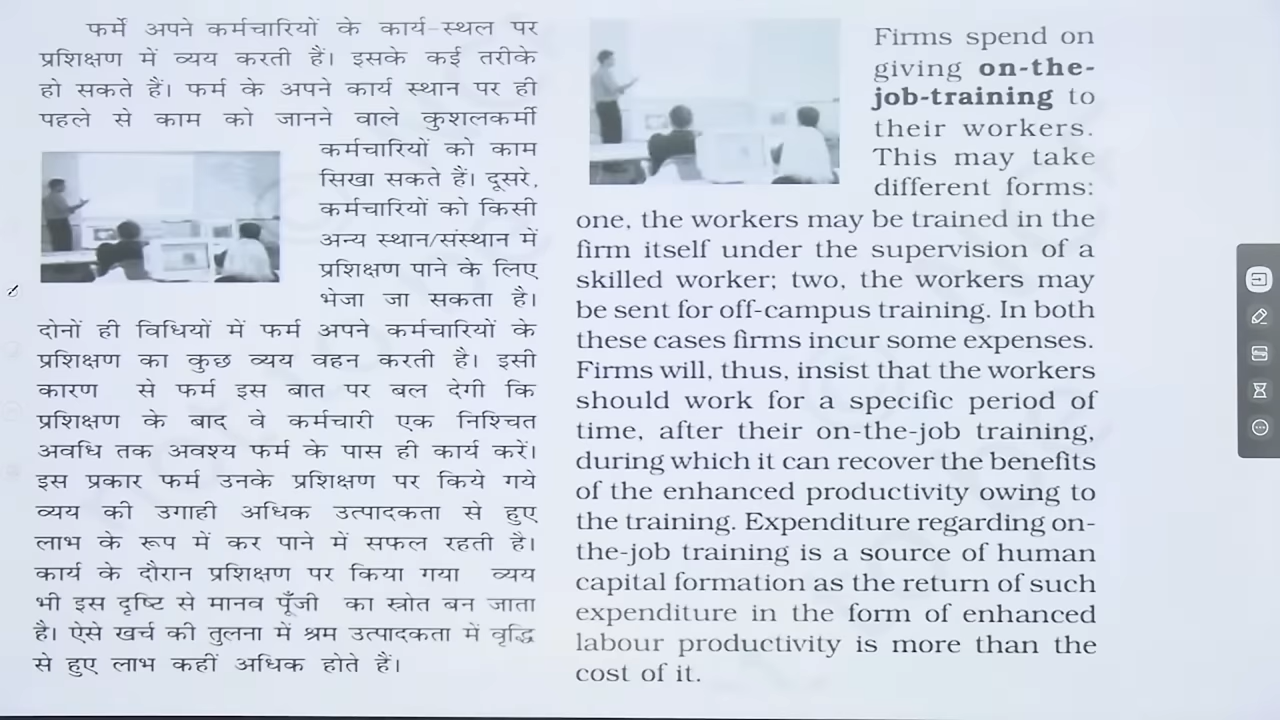 फर्में अपने कर्मचारियों के कार्य-स्थल पर
प्रशिक्षण में व्यय करती हैं। इसके कई तरीके
हो सकते हैं। फर्म के अपने कार्य स्थान पर ही
पहले से काम को जानने वाले कुशलकर्मी
कर्मचारियों को काम
सिखा सकते हैं। दूसरे,
कर्मचारियों को किसी
अन्य स्थान/संस्थान में
प्रशिक्षण पाने के लिए
भेजा जा सकता है।
दोनों ही विधियों में फर्म अपने कर्मचारियों के
प्रशिक्षण का कुछ व्यय वहन करती है। इसी
कारण से फर्म इस बात पर बल देगी कि
प्रशिक्षण के बाद वे कर्मचारी एक निश्चित
अवधि तक अवश्य फर्म के पास ही कार्य करें।
इस प्रकार फर्म उनके प्रशिक्षण पर किये गये
व्यय की उगाही अधिक उत्पादकता से हुए
लाभ के रूप में कर पाने में सफल रहती है।
कार्य के दौरान प्रशिक्षण पर किया गया व्यय
भी इस दृष्टि से मानव पूँजी का स्रोत बन जाता
है। ऐसे खर्च की तुलना में श्रम उत्पादकता में वृद्धि
से हुए लाभ कहीं अधिक होते हैं।
Firms spend on
giving on-the-
job-training to
their workers.
This may take
different forms:
one, the workers may be trained in the
firm itself under the supervision of a
skilled worker; two, the workers may
be sent for off-campus training. In both
these cases firms incur some expenses.
Firms will, thus, insist that the workers
should work for a specific period of
time, after their on-the-job training,
during which it can recover the benefits
of the enhanced productivity owing to
the training. Expenditure regarding on-
the-job training is a source of human
capital formation as the return of such
expenditure in the form of enhanced
labour productivity is more than the
cost of it.